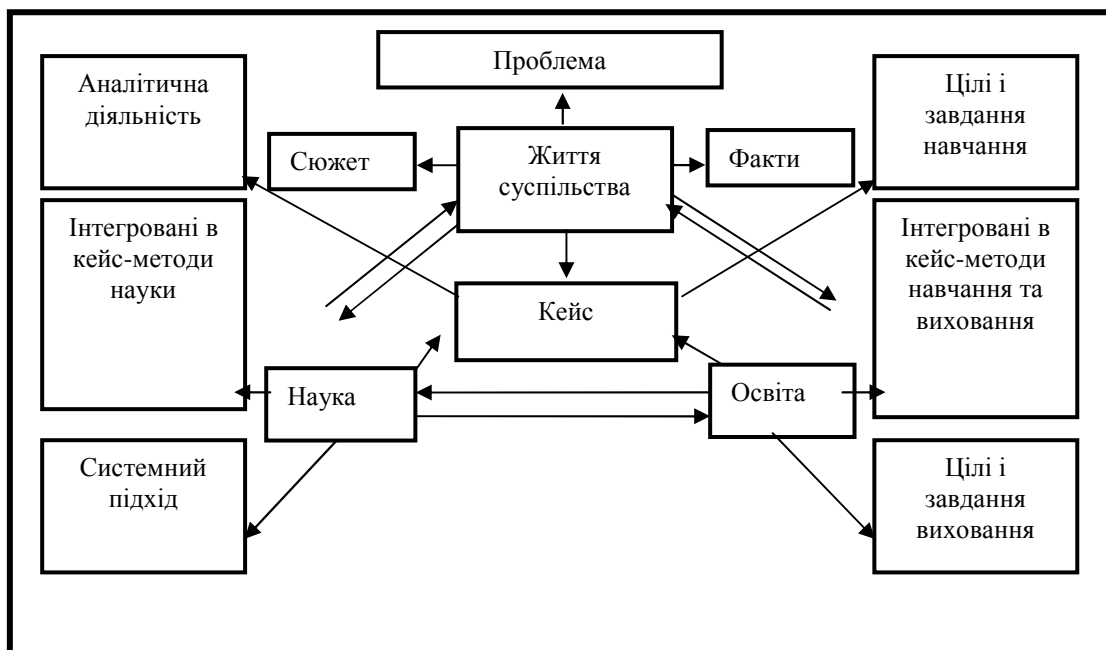 Проблема
Аналітична
діяльність
Цілі і
завдання
навчання
Сюжет
Життя
суспільства
Факти
Інтегровані в
кейс-методи
науки
Інтегровані в
кейс-методи
навчання та
виховання
Кейс
Наука
Освіта
Системний
підхід
Цілі і
завдання
виховання